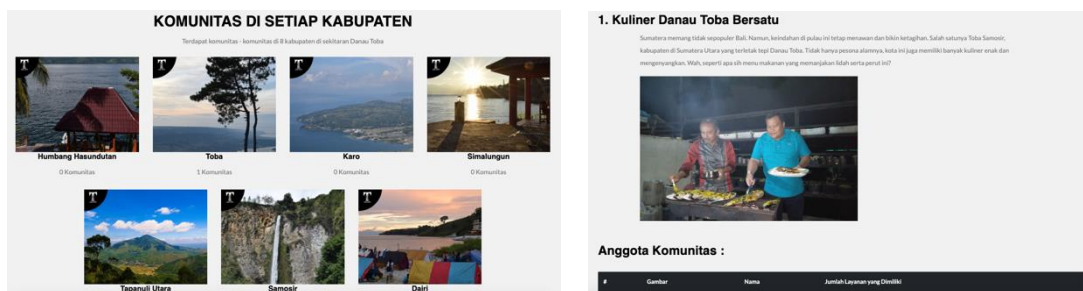 KOMUNITAS DI SETIAP KABUPATEN
Terdapat komunitas - komunitas di 8 kabupaten di sekitaran Danau Toba
T
T
T
T
Humbang Hasundutan
Toba
Karo
Simalungun
0 Komunitas
1 Komunitas
0 Komunitas
0 Komunitas
T
T
T
Tapanuli Utara
Samosir
Dairi
1. Kuliner Danau Toba Bersatu
Sumatera memang tidak sepopuler Bali. Namun, keindahan di pulau ini tetap menawan dan bikin ketagihan. Salah satunya Toba Samosir,
kabupaten di Sumatera Utara yang terletak tepi Danau Toba. Tidak hanya pesona alamnya, kota ini juga memiliki banyak kuliner enak dan
mengenyangkan. Wah, seperti apa sih menu makanan yang memanjakan lidah serta perut ini?
Anggota Komunitas :
# Gambar Nama Jumlah Layanan yang Dimiliki